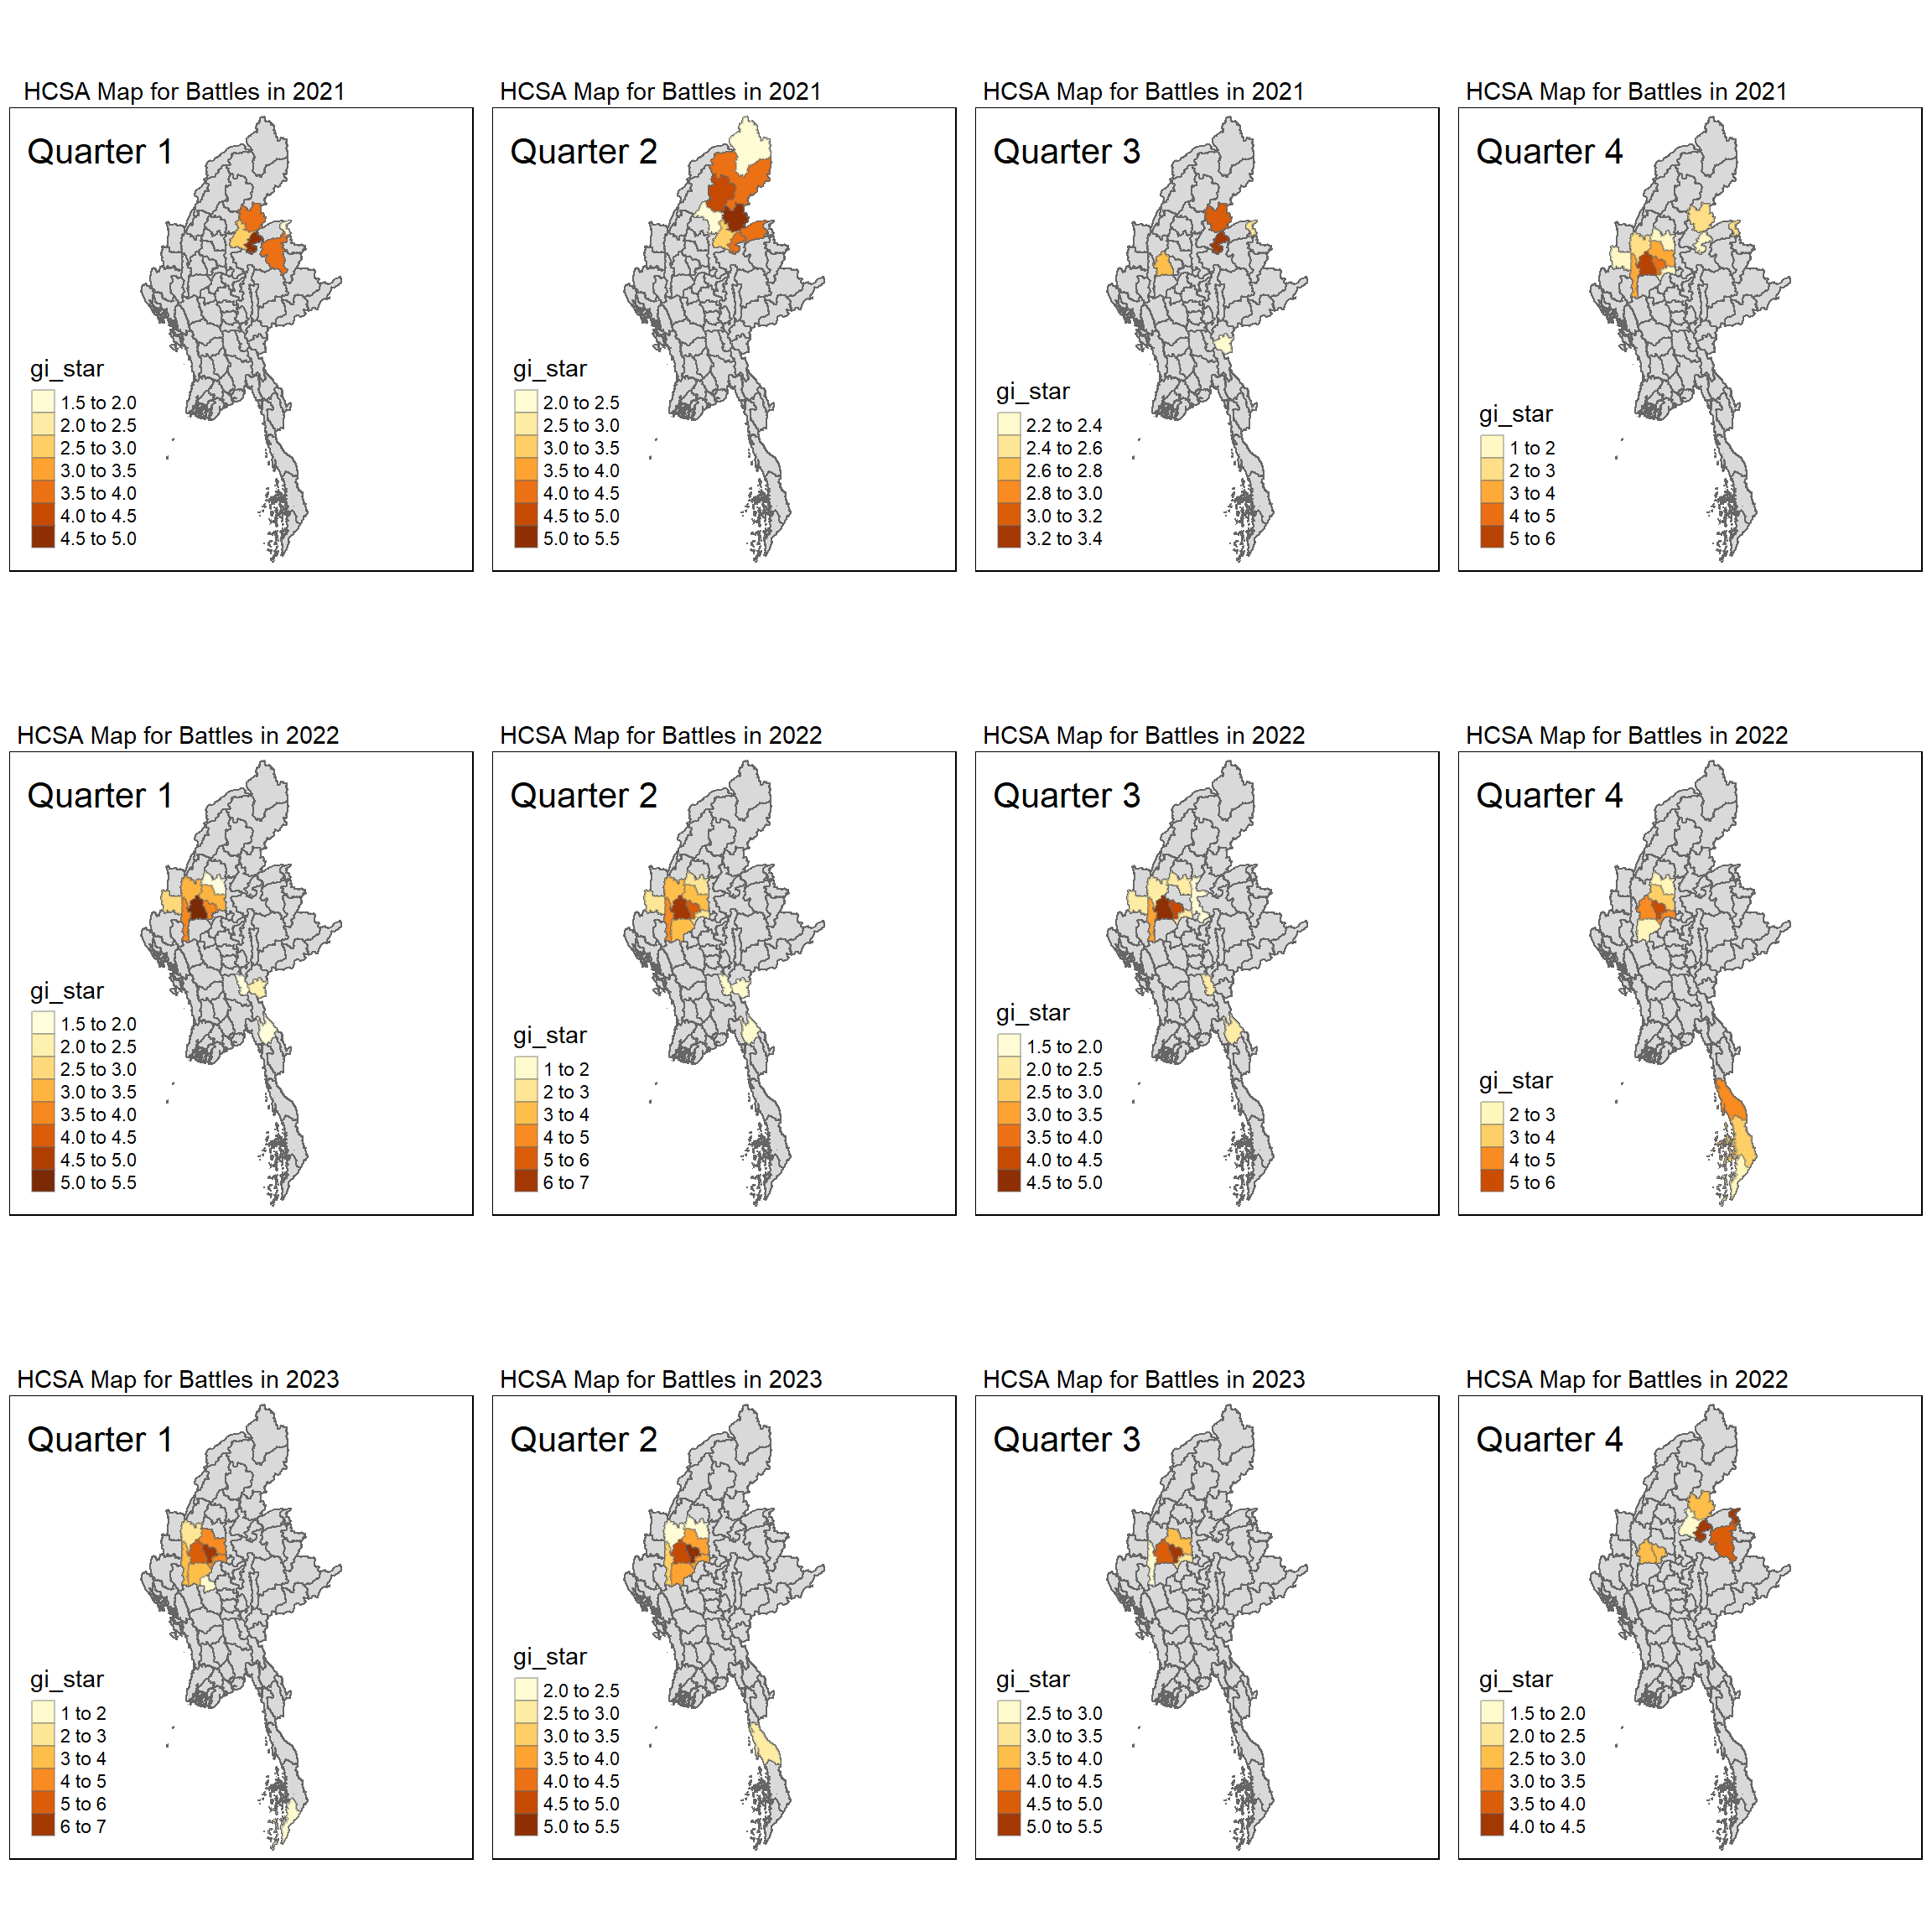 HCSA Map for Battles in 2021
Quarter 1
gi_star
1.5 to 2.0
2.0 to 2.5
2.5 to 3.0
3.0 to 3.5
3.5 to 4.0
4.0 to 4.5
4.5 to 5.0
HCSA Map for Battles in 2021
Quarter 2
gi_star
2.0 to 2.5
2.5 to 3.0
3.0 to 3.5
3.5 to 4.0
4.0 to 4.5
4.5 to 5.0
5.0 to 5.5
HCSA Map for Battles in 2021
Quarter 3
gi_star
2.2 to 2.4
2.4 to 2.6
2.6 to 2.8
2.8 to 3.0
3.0 to 3.2
3.2 to 3.4
HCSA Map for Battles in 2021
Quarter 4
gi_star
1 to 2
2 to 3
3 to 4
4 to 5
5 to 6
HCSA Map for Battles in 2022
Quarter 1
gi_star
1.5 to 2.0
2.0 to 2.5
2.5 to 3.0
3.0 to 3.5
3.5 to 4.0
4.0 to 4.5
4.5 to 5.0
5.0 to 5.5
HCSA Map for Battles in 2022
Quarter 2
gi_star
1 to 2
2 to 3
3 to 4
4 to 5
5 to 6
6 to 7
HCSA Map for Battles in 2022
Quarter 3
gi_star
1.5 to 2.0
2.0 to 2.5
2.5 to 3.0
3.0 to 3.5
3.5 to 4.0
4.0 to 4.5
4.5 to 5.0
HCSA Map for Battles in 2022
Quarter 4
gi_star
2 to 3
3 to 4
4 to 5
5 to 6
HCSA Map for Battles in 2023
Quarter 1
gi_star
1 to 2
2 to 3
3 to 4
4 to 5
5 to 6
6 to 7
HCSA Map for Battles in 2023
Quarter 2
gi_star
2.0 to 2.5
2.5 to 3.0
3.0 to 3.5
3.5 to 4.0
4.0 to 4.5
4.5 to 5.0
5.0 to 5.5
HCSA Map for Battles in 2023
Quarter 3
gi_star
2.5 to 3.0
3.0 to 3.5
3.5 to 4.0
4.0 to 4.5
4.5 to 5.0
5.0 to 5.5
HCSA Map for Battles in 2022
Quarter 4
gi_star
1.5 to 2.0
2.0 to 2.5
2.5 to 3.0
3.0 to 3.5
3.5 to 4.0
4.0 to 4.5